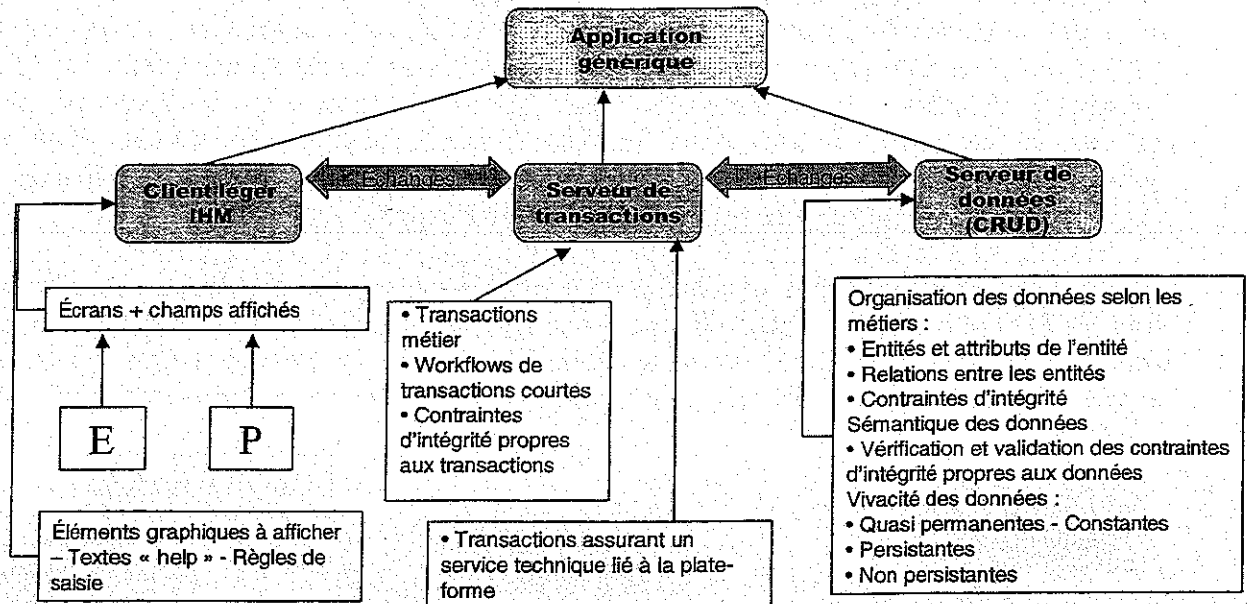 Application
générique
Client léger
IHM
Echanges
Serveur de
transactions
Echanges
Serveur de
données
(CRUD)
Écrans + champs affichés
E
P
Éléments graphiques à afficher
– Textes « help » - Règles de
saisie
• Transactions
métier
• Workflows de
transactions courtes
• Contraintes
d'intégrité propres
aux transactions
• Transactions assurant un
service technique lié à la plate-
forme
Organisation des données selon les
métiers :
• Entités et attributs de l'entité
• Relations entre les entités
• Contraintes d'intégrité
Sémantique des données
• Vérification et validation des contraintes
d'intégrité propres aux données
Vivacité des données :
• Quasi permanentes - Constantes
• Persistantes
• Non persistantes